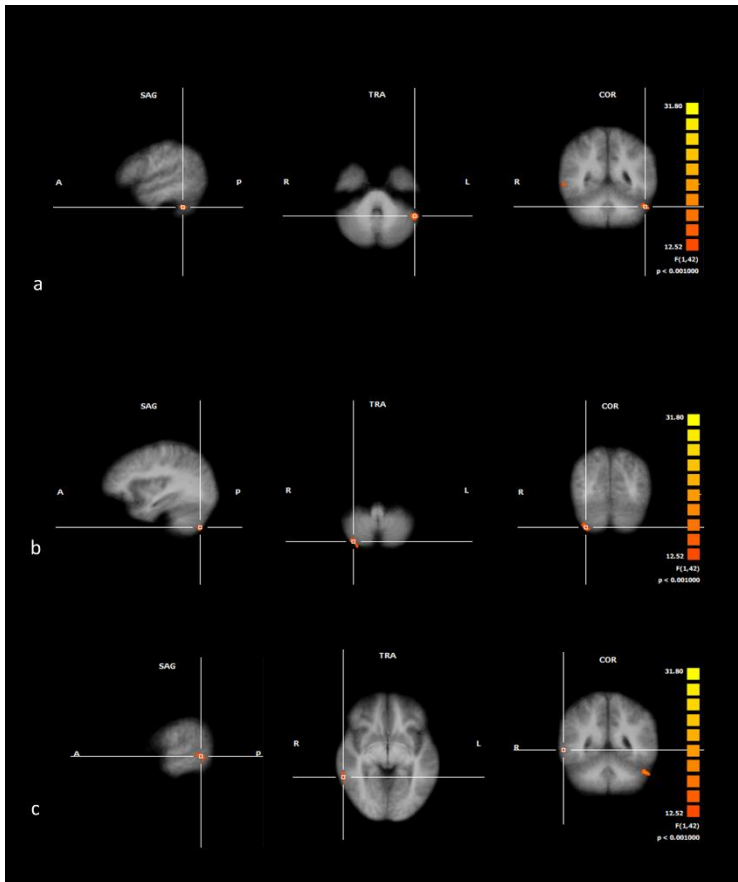 SAG
TRA
COR
31.80
A
P
R
L
R
12.52
F(1,42)
p < 0.001000
a
SAG
TRA
COR
31.80
A
P
R
L
R
12.52
F(1,42)
p < 0.001000
b
SAG
TRA
COR
31.80
A
P
R
L
R
12.52
F(1,42)
p < 0.001000
c